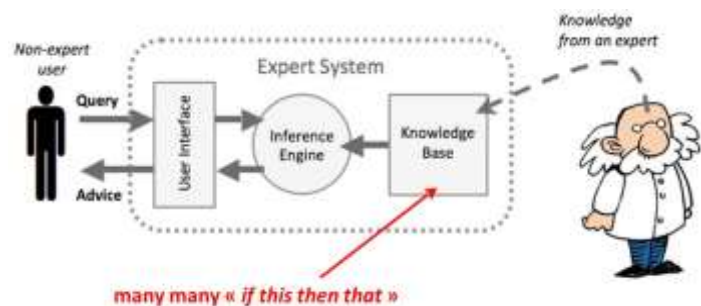 Non-expert
user
Knowledge
from an expert
Expert System
Query
User Interface
Inference
Engine
Knowledge
Base
Advice
many many « if this then that »